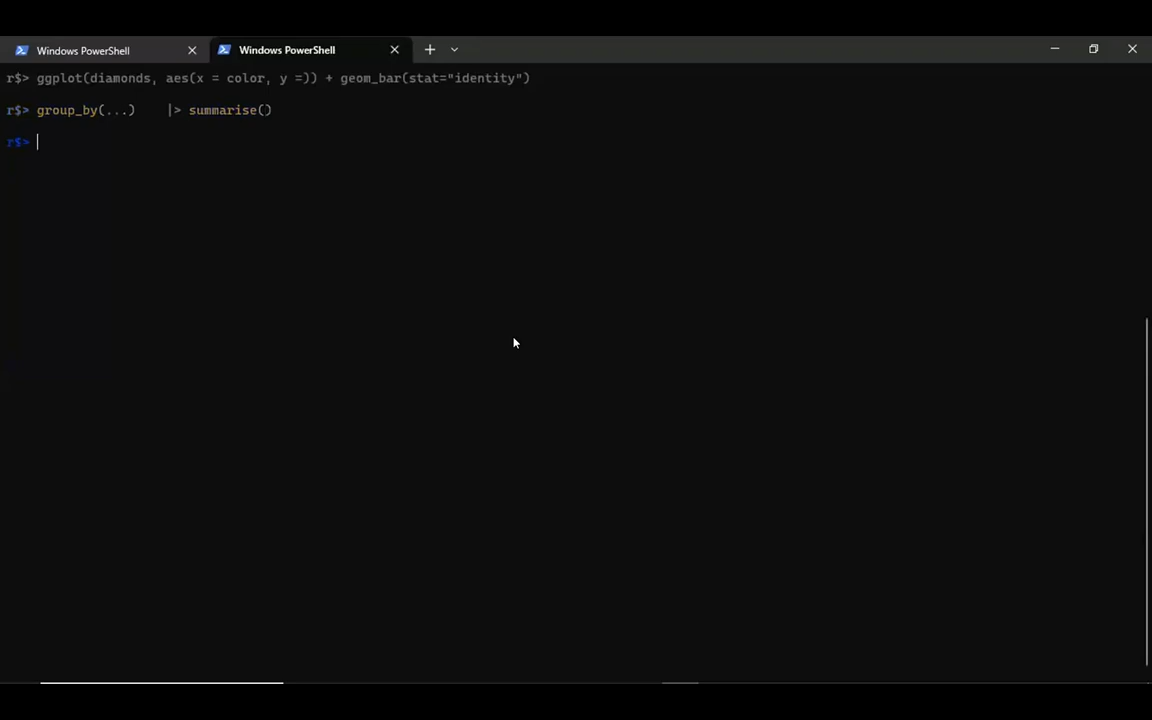 Windows PowerShell Windows PowerShell
r$> ggplot(diamonds, aes(x = color, y =)) + geom_bar(stat="identity")
r$> group_by(...)    |> summarise()
r$>